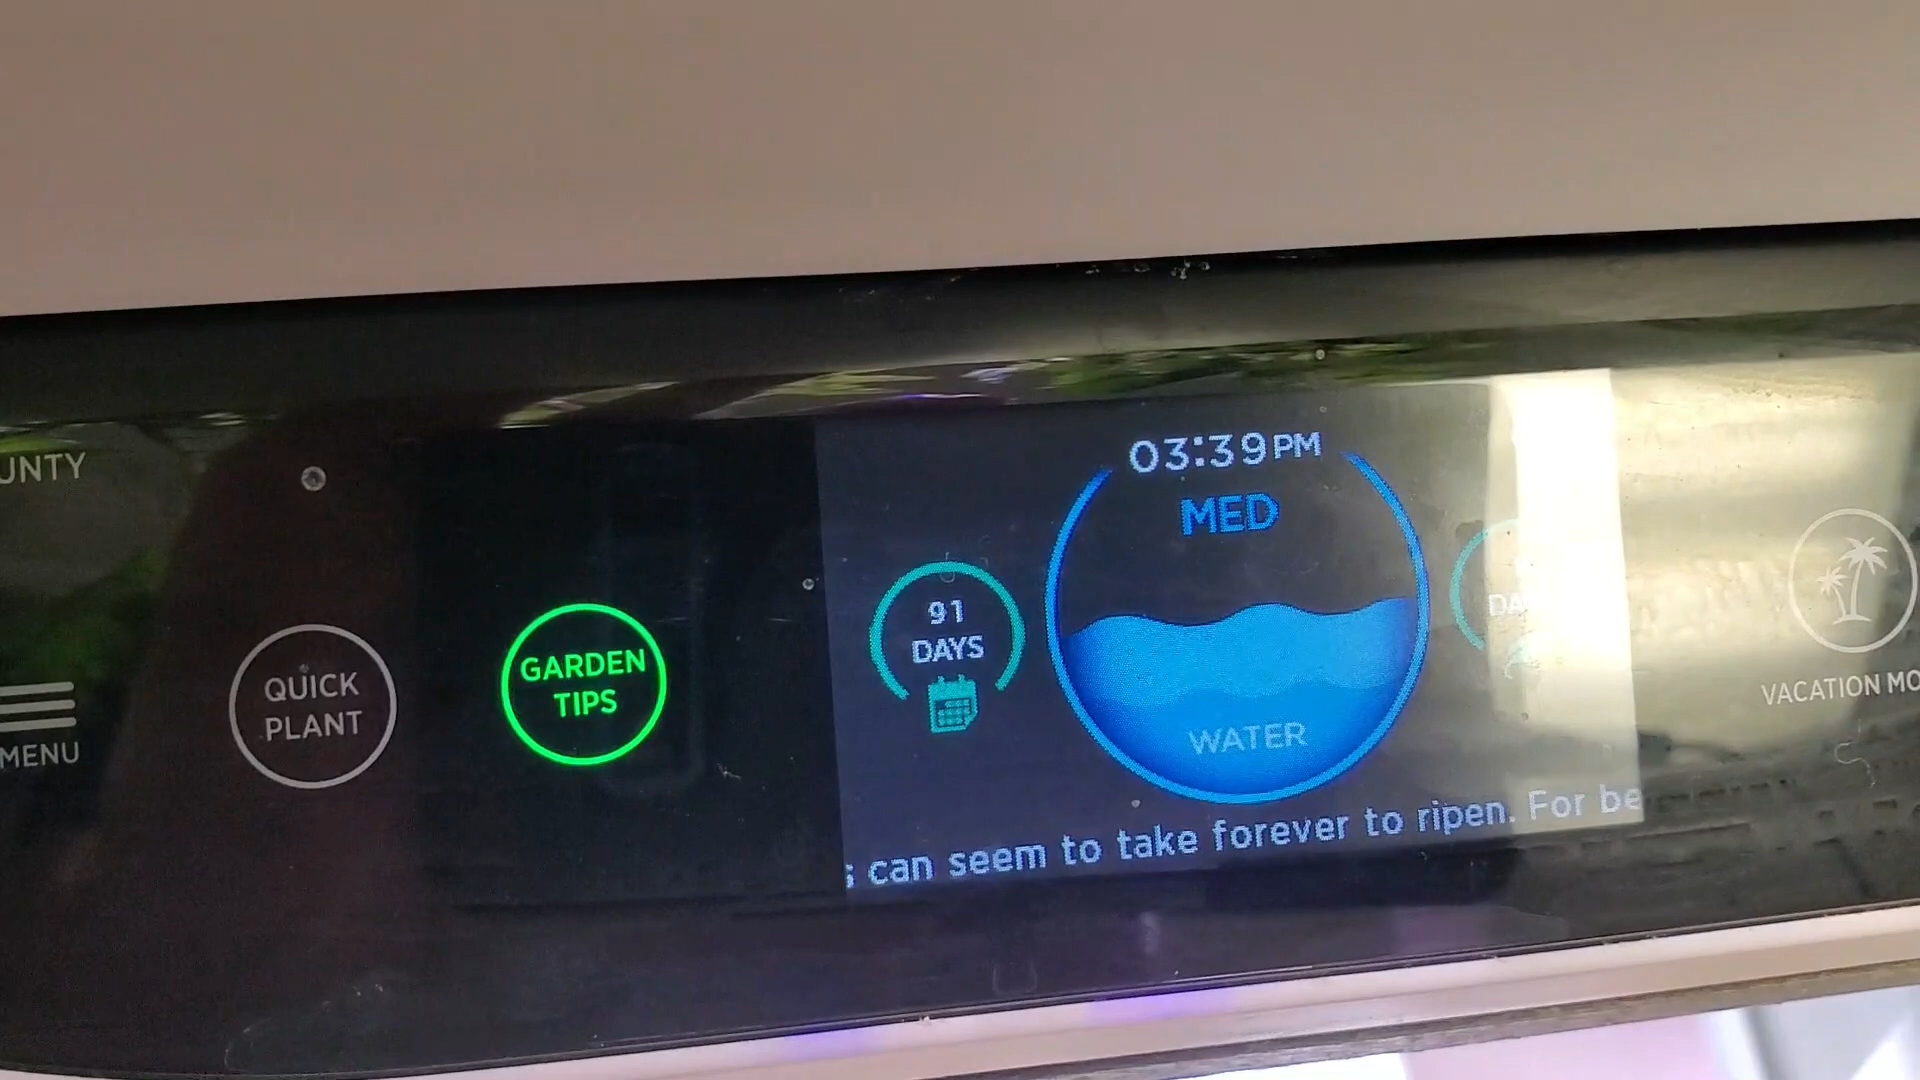 UNTY
MENU
QUICK
PLANT
GARDEN
TIPS
91
DAYS
03:39PM
MED
WATER
can seem to take forever to ripen. For be
VACATION MO